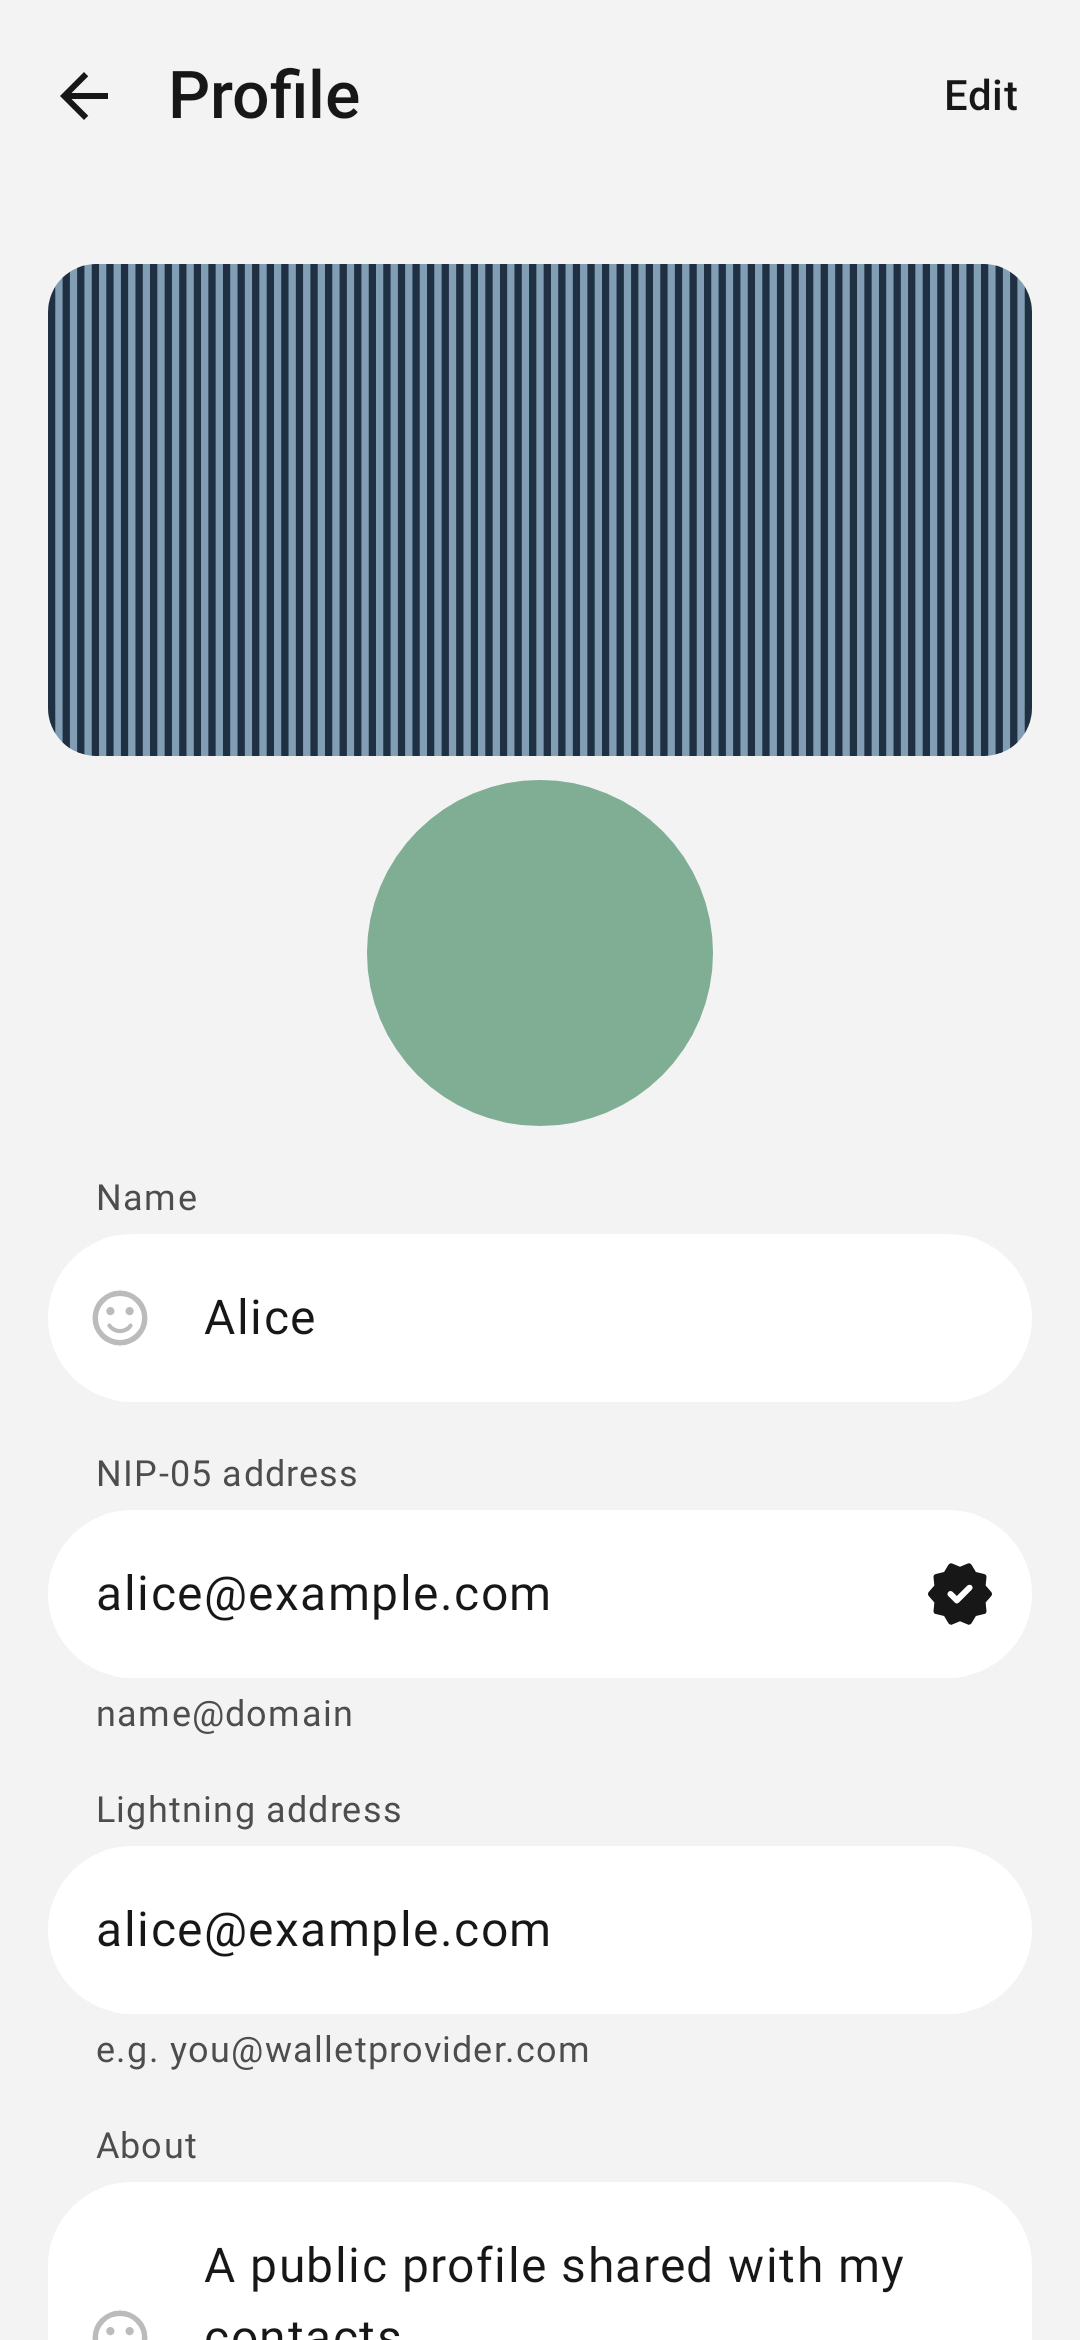 Profile
Edit
Name
Alice
NIP-05 address
alice@example.com
name@domain
Lightning address
alice@example.com
e.g. you@walletprovider.com
About
A public profile shared with my
contacts